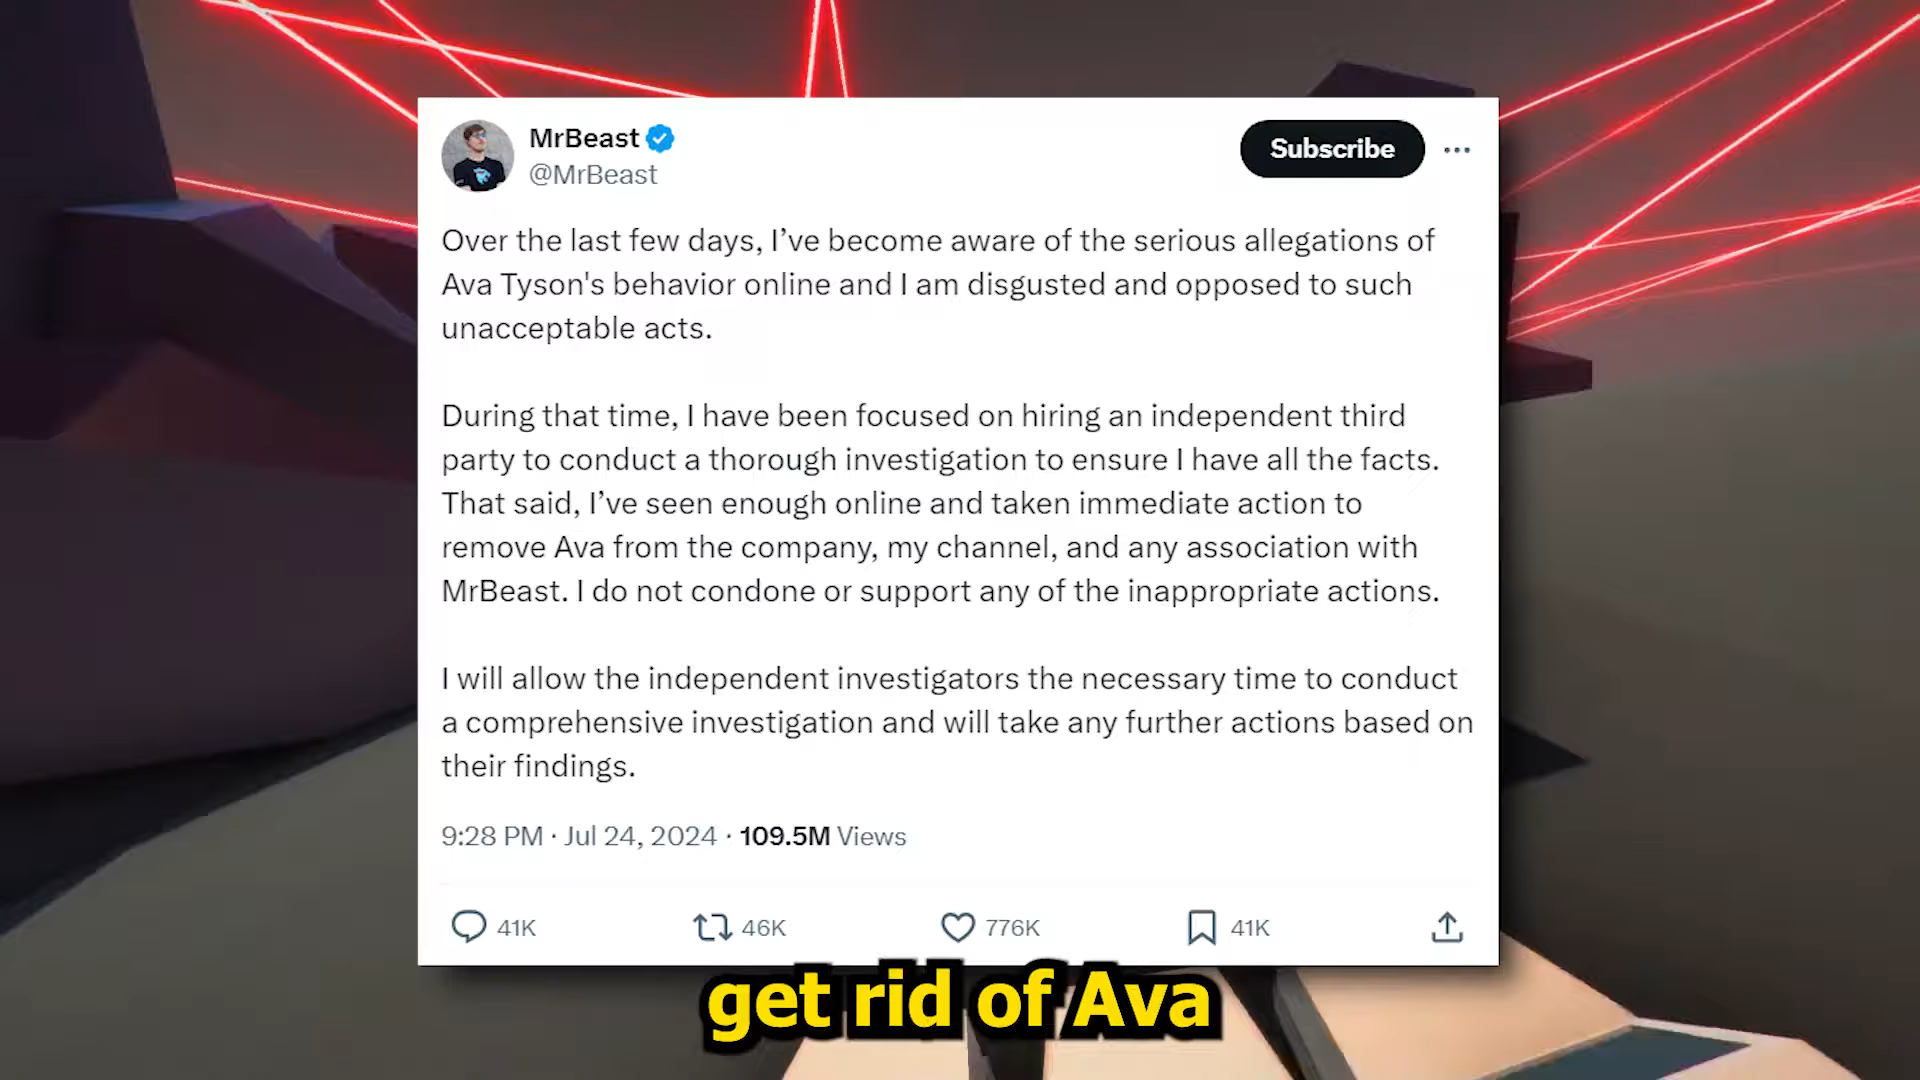 MrBeast
@MrBeast
Subscribe
Over the last few days, I’ve become aware of the serious allegations of
Ava Tyson's behavior online and I am disgusted and opposed to such
unacceptable acts.
During that time, I have been focused on hiring an independent third
party to conduct a thorough investigation to ensure I have all the facts.
That said, I’ve seen enough online and taken immediate action to
remove Ava from the company, my channel, and any association with
MrBeast. I do not condone or support any of the inappropriate actions.
I will allow the independent investigators the necessary time to conduct
a comprehensive investigation and will take any further actions based on
their findings.
9:28 PM · Jul 24, 2024 · 109.5M Views
41K 46K 776K 41K
get rid of Ava